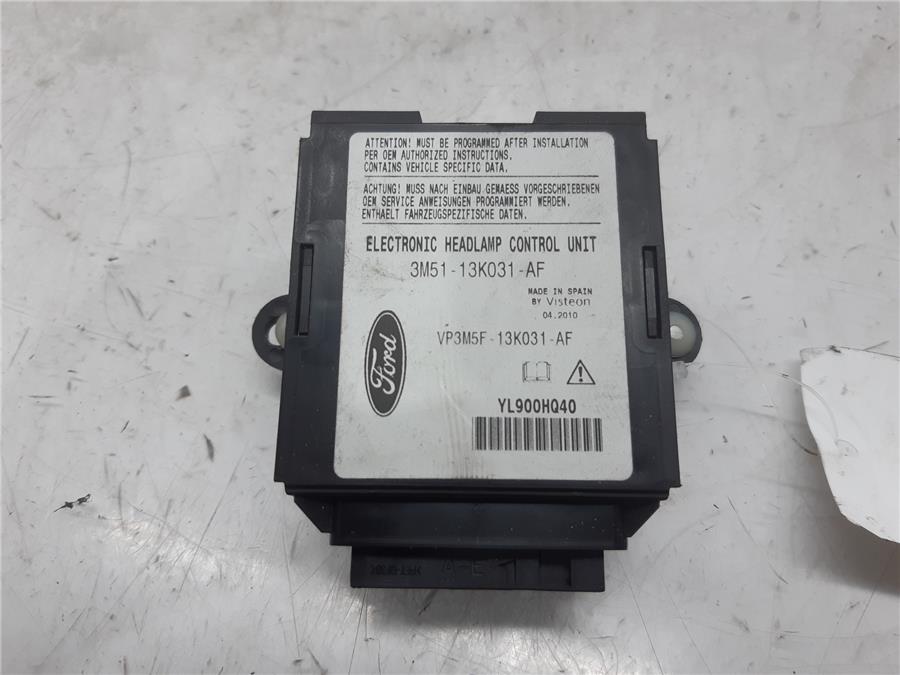 ATTENTION! MUST BE PROGRAMMED AFTER INSTALLATION
PER OEM AUTHORIZED INSTRUCTIONS.
CONTAINS VEHICLE SPECIFIC DATA.
ACHTUNG! MUSS NACH EINBAU GEMAESS VORGESCHRIEBENEN
OEM SERVICE ANWEISUNGEN PROGRAMMIERT WERDEN.
ENTHAELT FAHRZEUGSPEZIFISCHE DATEN.
ELECTRONIC HEADLAMP CONTROL UNIT
3M51-13K031-AF
MADE IN SPAIN
BY Visteon
04.2010
VP3M5F-13K031-AF
Ford
YL900HQ40
A-E 1